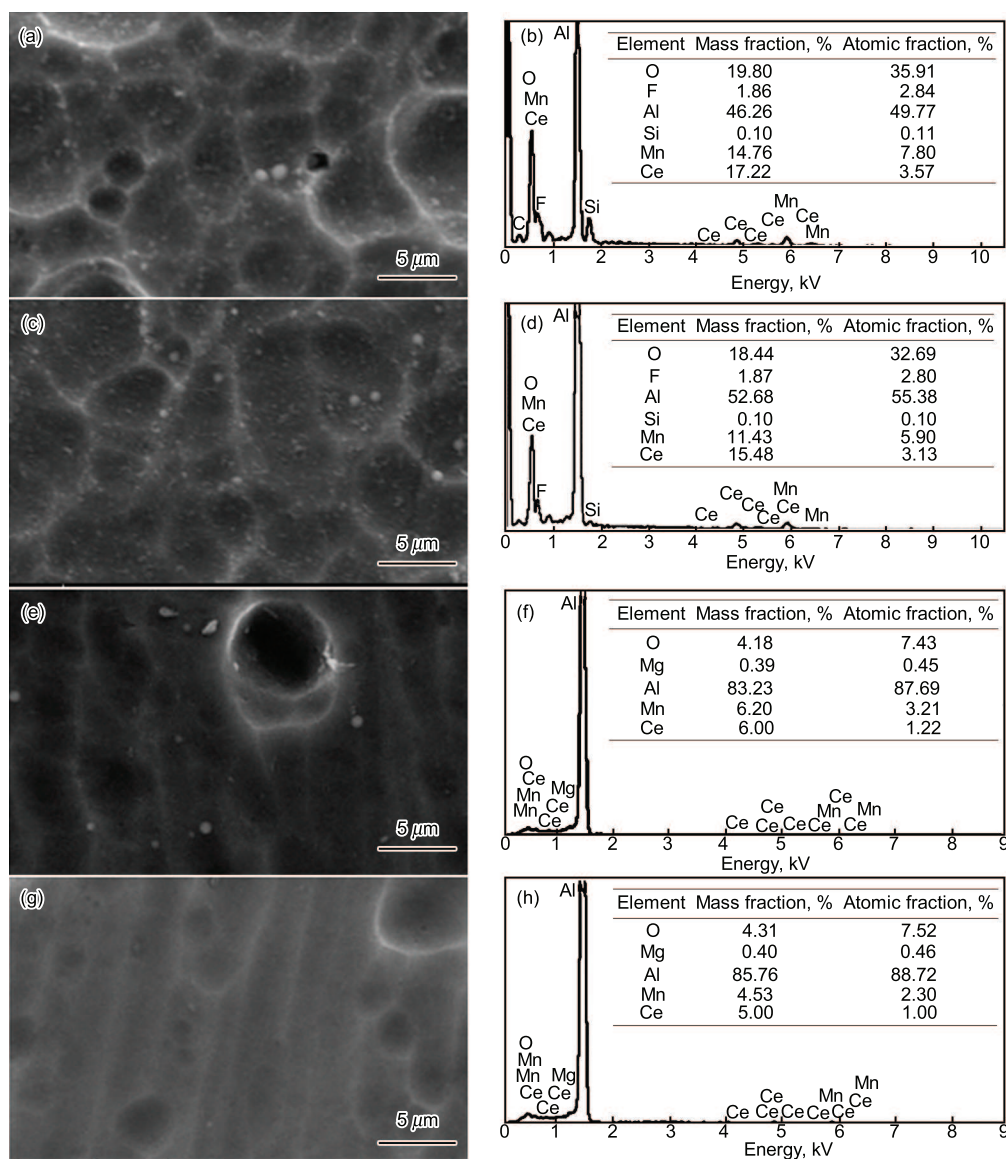 (a)
5 μm
(b)
Al
Element Mass fraction, % Atomic fraction, %
O 19.80 35.91
F 1.86 2.84
Al 46.26 49.77
Si 0.10 0.11
Mn 14.76 7.80
Ce 17.22 3.57
O
Mn
Ce
C
F
Si
Ce
Ce
Ce
Ce
Mn
Ce
Mn
0 1 2 3 4 5 6 7 8 9 10
Energy, kV
(c)
5 μm
(d)
Al
Element Mass fraction, % Atomic fraction, %
O 18.44 32.69
F 1.87 2.80
Al 52.68 55.38
Si 0.10 0.10
Mn 11.43 5.90
Ce 15.48 3.13
O
Mn
Ce
F
Si
Ce
Ce
Ce
Ce
Mn
Ce
Mn
0 1 2 3 4 5 6 7 8 9 10
Energy, kV
(e)
5 μm
(f)
Al
Element Mass fraction, % Atomic fraction, %
O 4.18 7.43
Mg 0.39 0.45
Al 83.23 87.69
Mn 6.20 3.21
Ce 6.00 1.22
O
Ce
Mn
Mn
Mg
Ce
Ce
Ce
Ce
Ce
Ce
Ce
Mn
Ce
Mn
Ce
0 1 2 3 4 5 6 7 8 9
Energy, kV
(g)
5 μm
(h)
Al
Element Mass fraction, % Atomic fraction, %
O 4.31 7.52
Mg 0.40 0.46
Al 85.76 88.72
Mn 4.53 2.30
Ce 5.00 1.00
O
Mn
Mn
Ce
Mg
Ce
Ce
Ce
Ce
Ce
Ce
Ce
Mn
Ce
Mn
Ce
0 1 2 3 4 5 6 7 8 9
Energy, kV